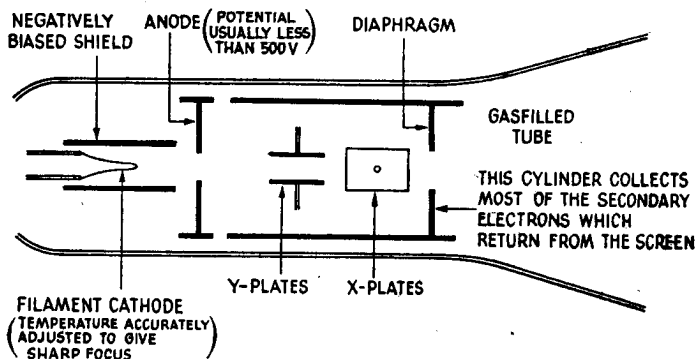 NEGATIVELY
BIASED SHIELD
ANODE (POTENTIAL
USUALLY LESS
THAN 500 V)
DIAPHRAGM
GASFILLED
TUBE
THIS CYLINDER COLLECTS
MOST OF THE SECONDARY
ELECTRONS WHICH
RETURN FROM THE SCREEN
Y-PLATES
X-PLATES
FILAMENT CATHODE
(TEMPERATURE ACCURATELY)
ADJUSTED TO GIVE
SHARP FOCUS